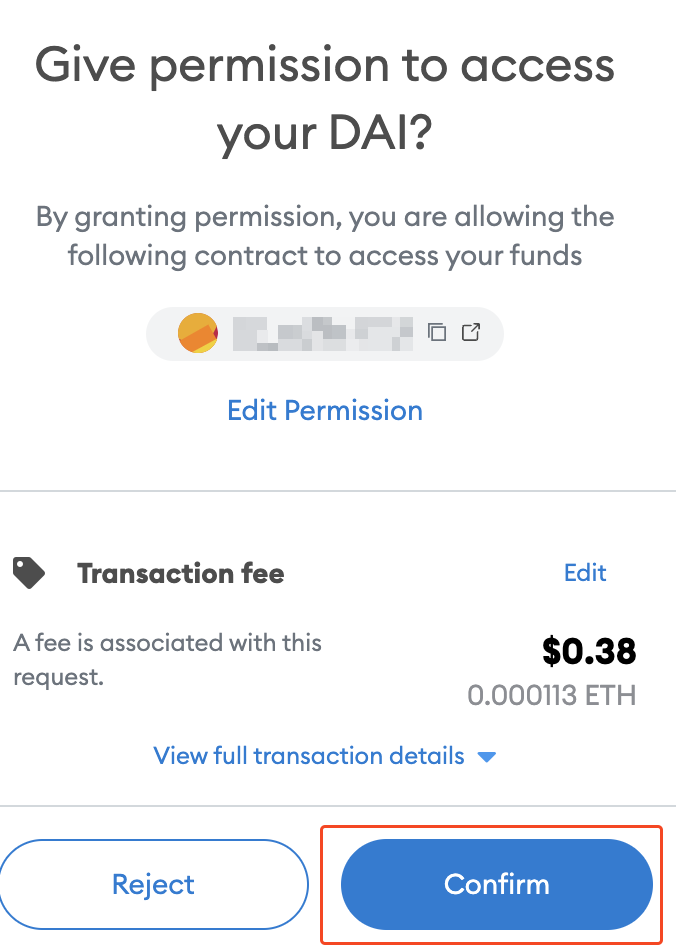 Give permission to access
your DAI?
By granting permission, you are allowing the
following contract to access your funds
Edit Permission
Transaction fee
Edit
A fee is associated with this
request.
$0.38
0.000113 ETH
View full transaction details
Reject
Confirm